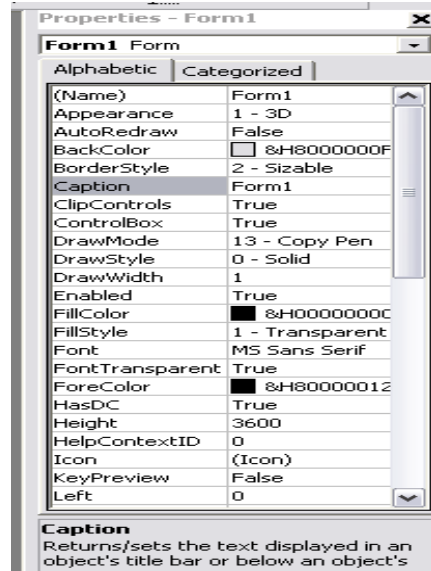 Properties - Form1
Form1 Form
Alphabetic Categorized
(Name) Form1
Appearance 1 - 3D
AutoRedraw False
BackColor &H8000000F
BorderStyle 2 - Sizable
Caption Form1
ClipControls True
ControlBox True
DrawMode 13 - Copy Pen
DrawStyle 0 - Solid
DrawWidth 1
Enabled True
FillColor &H0000000C
FillStyle 1 - Transparent
Font MS Sans Serif
FontTransparent True
ForeColor &H80000012
HasDC True
Height 3600
HelpContextID 0
Icon (Icon)
KeyPreview False
Left 0
Caption
Returns/sets the text displayed in an
object's title bar or below an object's